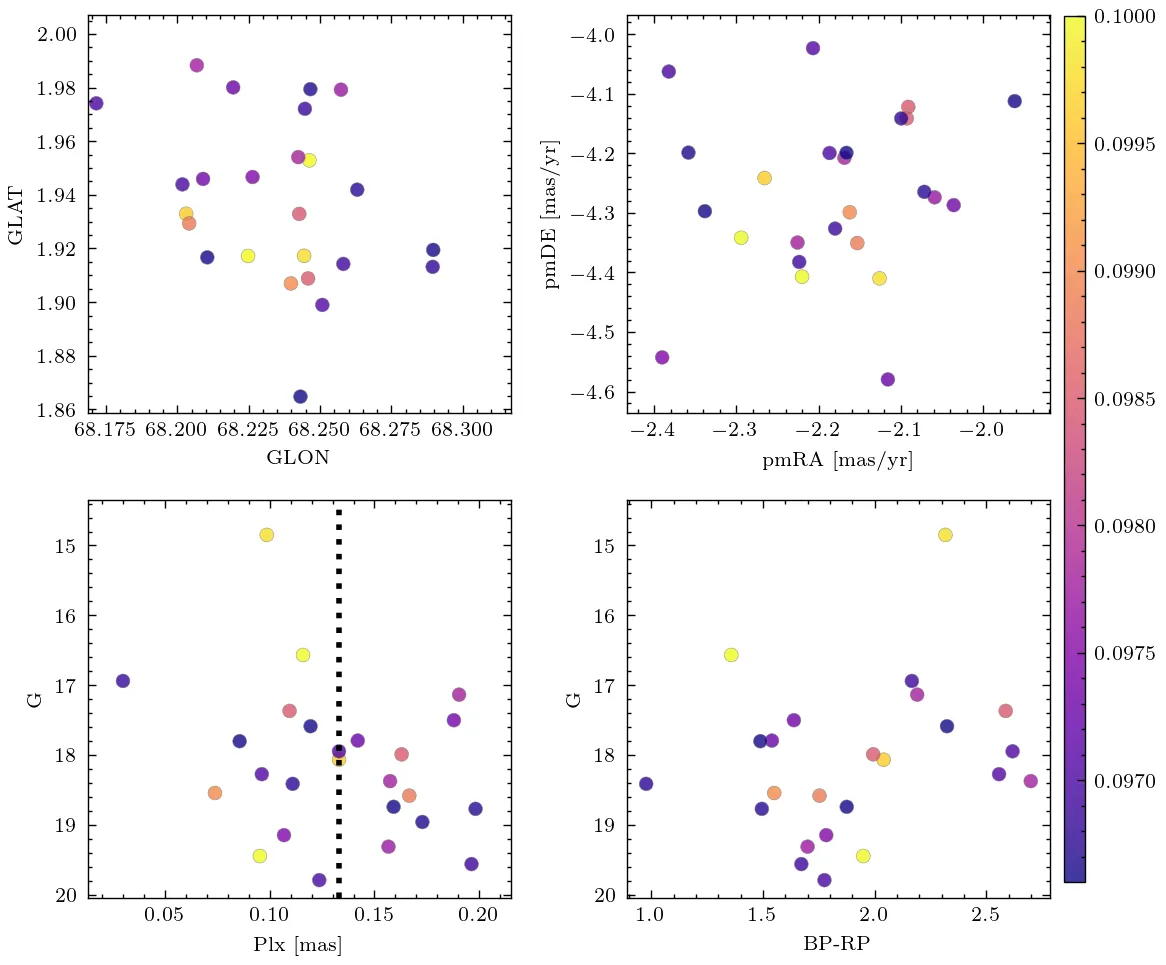 2.00
1.98
1.96
1.94
1.92
1.90
1.88
1.86
GLAT
68.175 68.200 68.225 68.250 68.275 68.300
GLON
−4.0
−4.1
−4.2
−4.3
−4.4
−4.5
−4.6
pmDE [mas/yr]
−2.4 −2.3 −2.2 −2.1 −2.0
pmRA [mas/yr]
0.1000
0.0995
0.0990
0.0985
0.0980
0.0975
0.0970
15
16
17
18
19
20
G
0.05 0.10 0.15 0.20
Plx [mas]
15
16
17
18
19
20
G
1.0 1.5 2.0 2.5
BP-RP